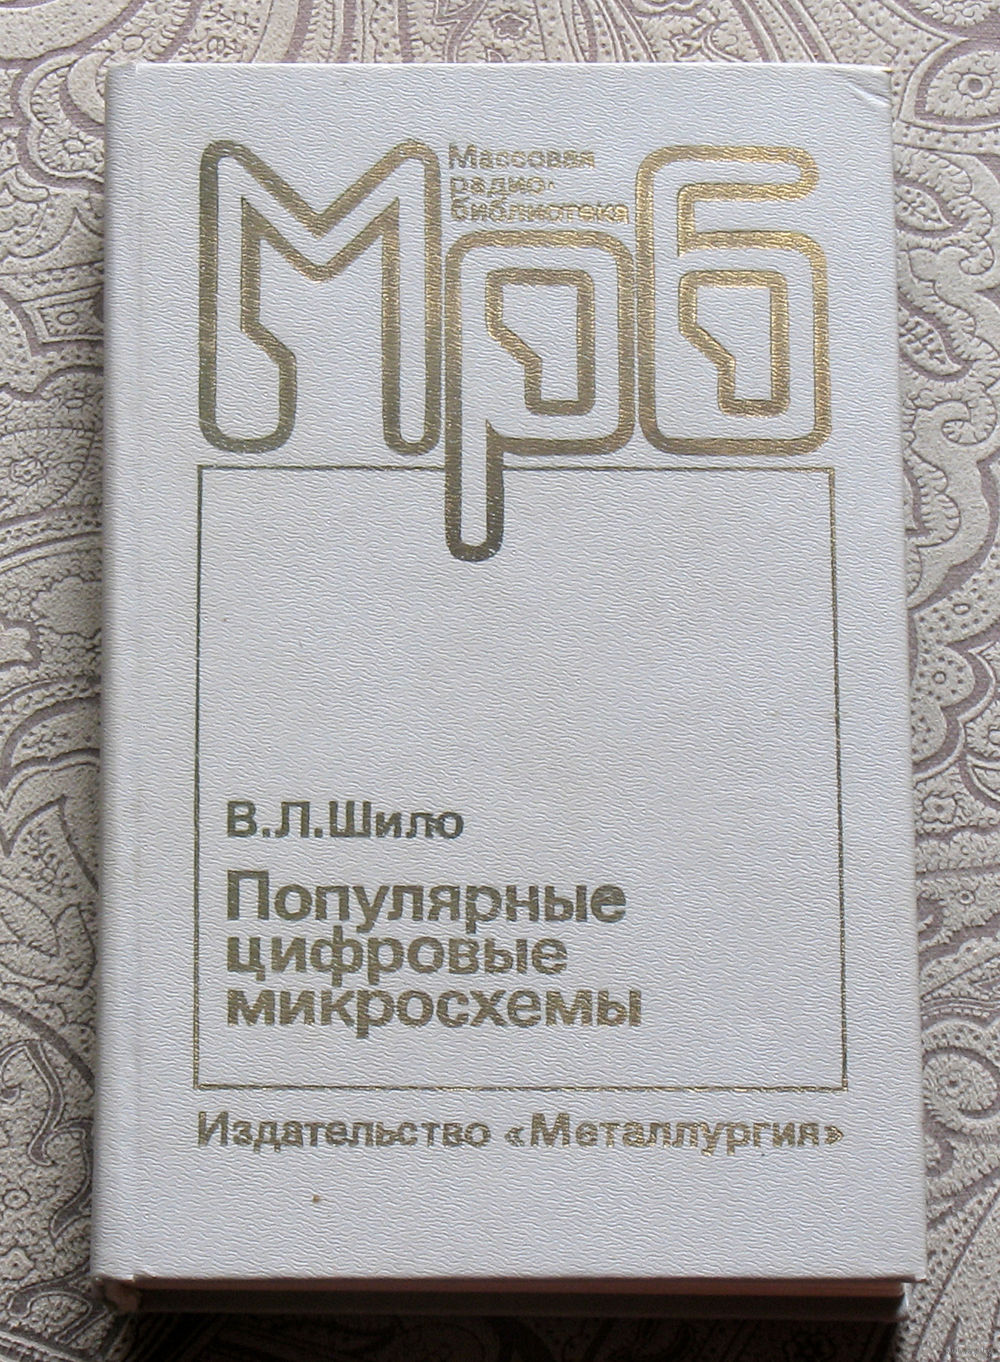 Мрб
Массовая
радио-
библиотека
В.Л.Шило
Популярные
цифровые
микросхемы
Издательство «Металлургия»